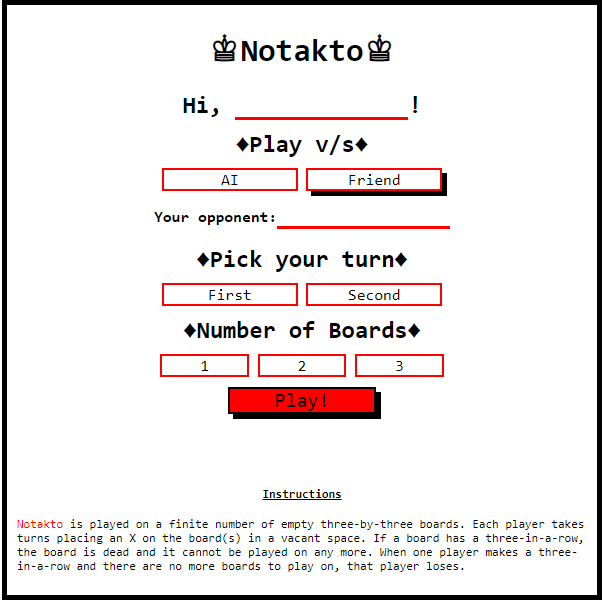 ♔Notakto♔
Hi, !
♦Play v/s♦
AI Friend
Your opponent:
♦Pick your turn♦
First Second
♦Number of Boards♦
1 2 3
Play!
Instructions
Notakto is played on a finite number of empty three-by-three boards. Each player takes
turns placing an X on the board(s) in a vacant space. If a board has a three-in-a-row,
the board is dead and it cannot be played on any more. When one player makes a three-
in-a-row and there are no more boards to play on, that player loses.